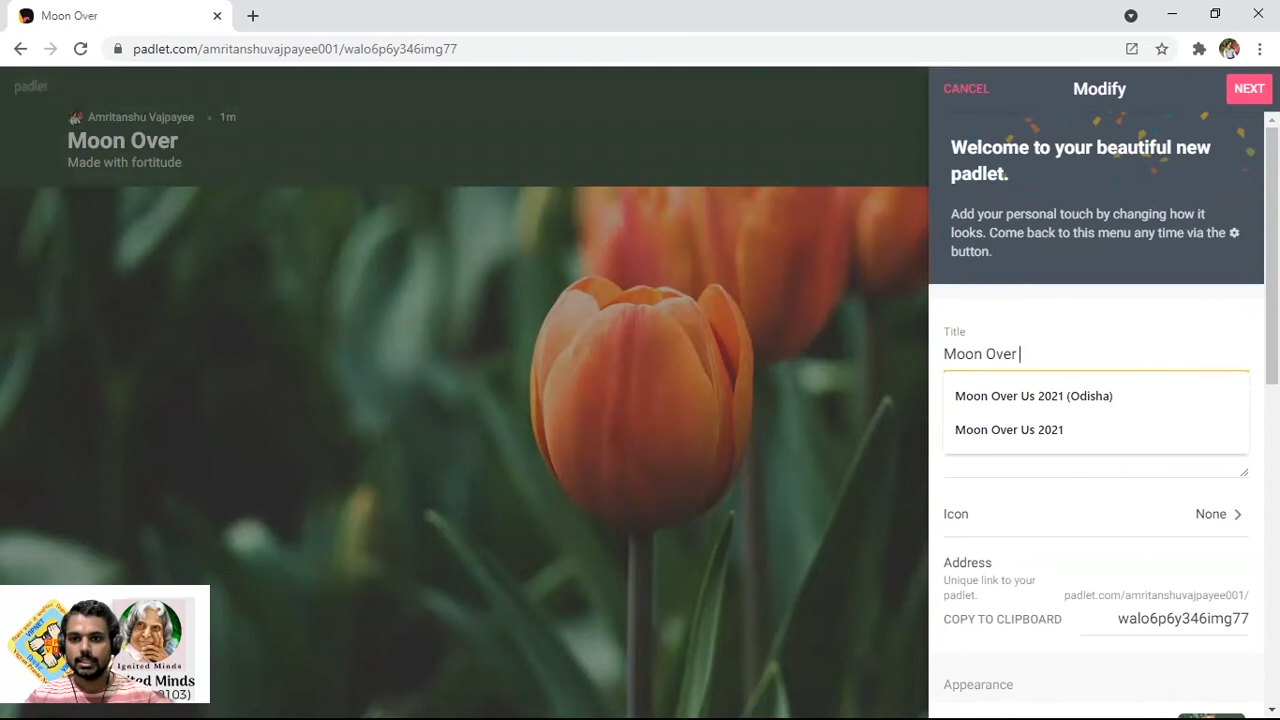 Moon Over
padlet.com/amritanshuvajpayee001/walo6p6y346img77
padlet
Amritanshu Vajpayee • 1m
Moon Over
Made with fortitude
CANCEL
Modify
NEXT
Welcome to your beautiful new
padlet.
Add your personal touch by changing how it
looks. Come back to this menu any time via the
button.
Title
Moon Over
Moon Over Us 2021 (Odisha)
Moon Over Us 2021
Icon
None
Address
Unique link to your
padlet.
padlet.com/amritanshuvajpayee001/
COPY TO CLIPBOARD
walo6p6y346img77
Appearance
VIPNET
Ignited Minds